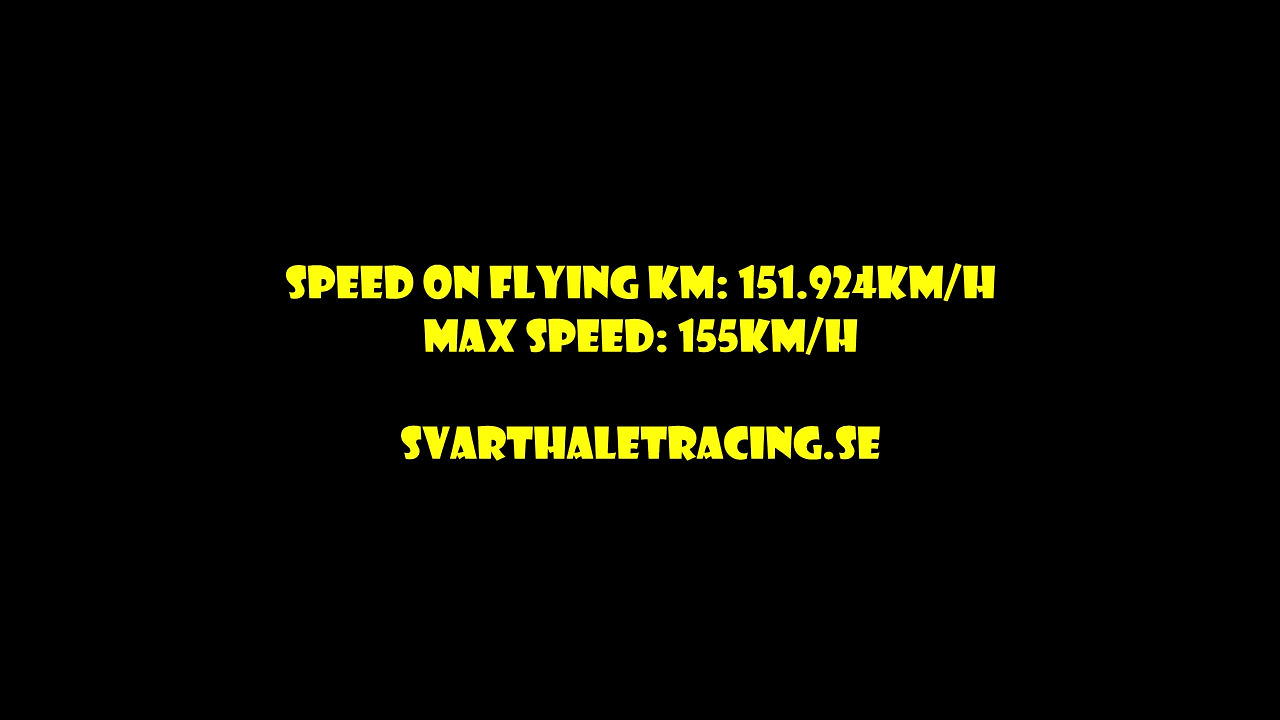 SPEED ON FLYING KM: 151.924KM/H
MAX SPEED: 155KM/H
SVARTHALETRACING.SE